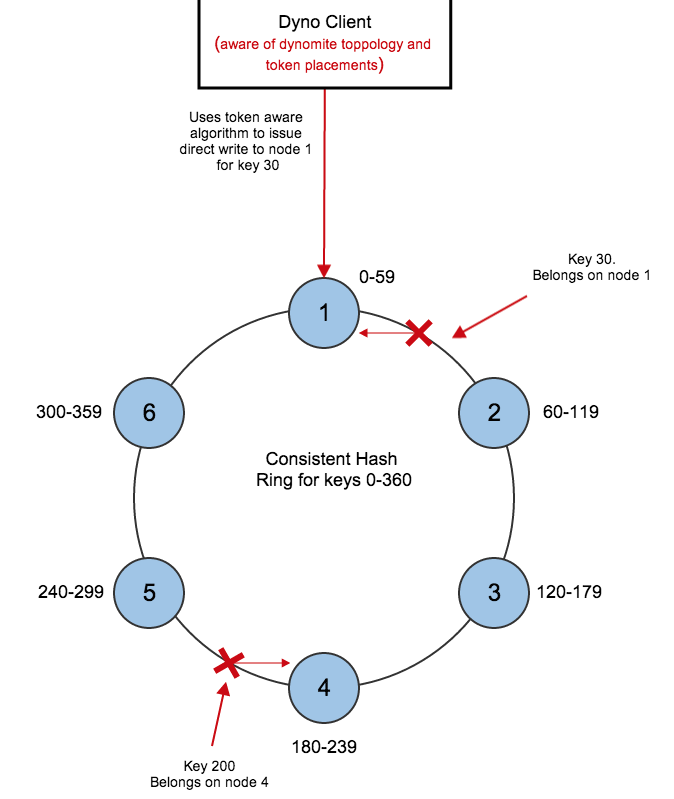 Dyno Client
(aware of dynomite toppology and
token placements)
Uses token aware
algorithm to issue
direct write to node 1
for key 30
0-59
Key 30.
Belongs on node 1
1
300-359
6
2
60-119
Consistent Hash
Ring for keys 0-360
240-299
5
3
120-179
4
180-239
Key 200
Belongs on node 4